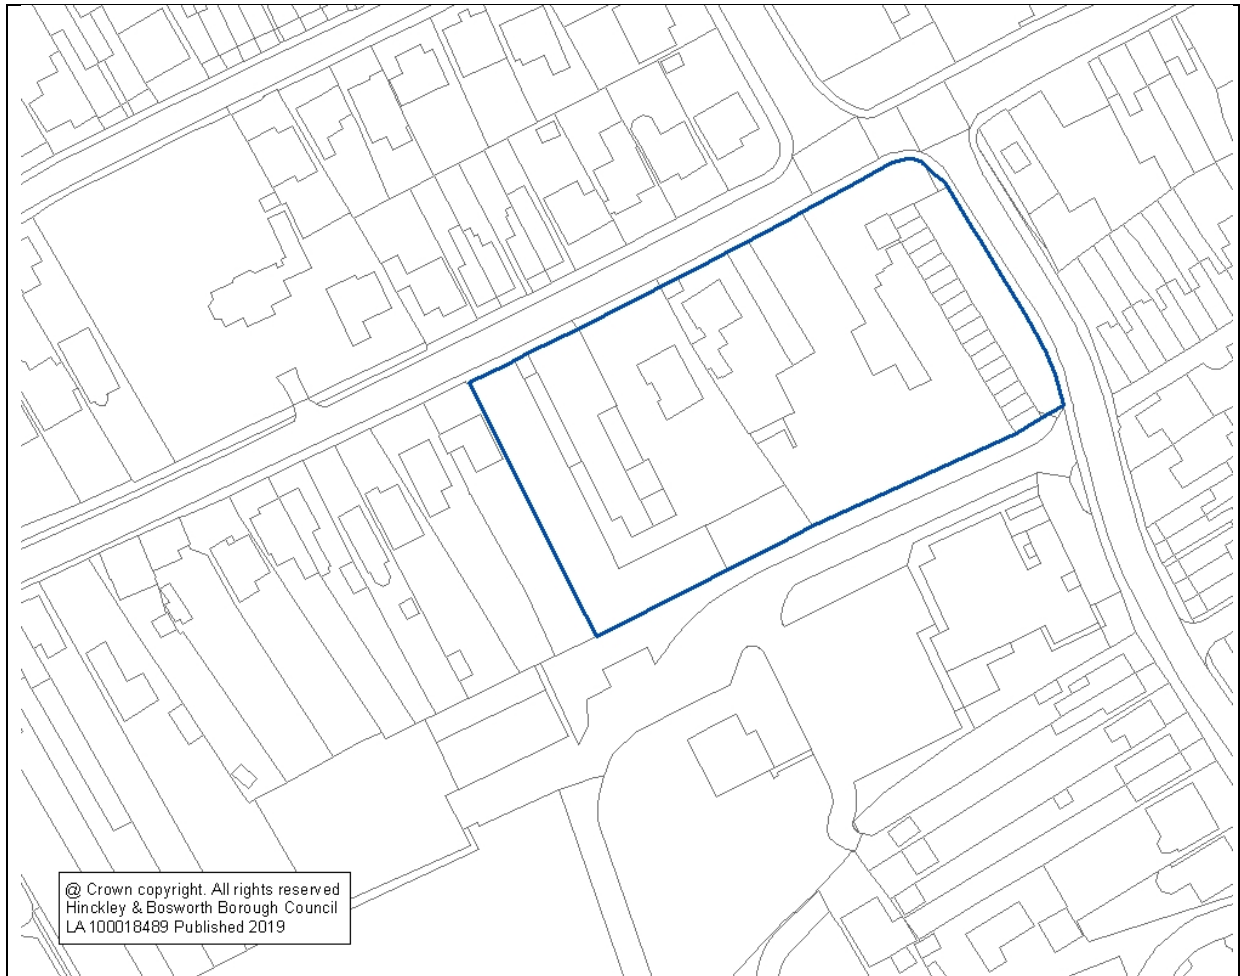 @ Crown copyright. All rights reserved
Hinckley & Bosworth Borough Council
LA 100018489 Published 2019